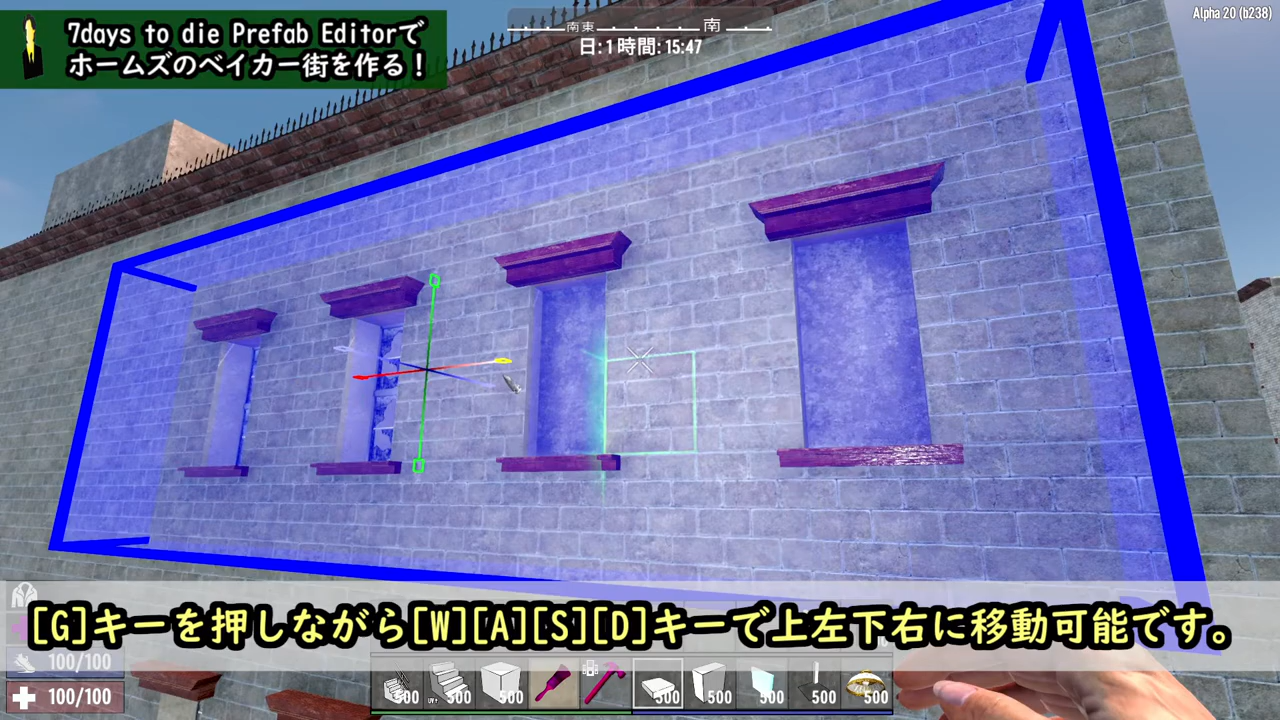 7days to die Prefab Editorで
ホームズのベイカー街を作る！
南東
南
日: 1 時間: 15:47
Alpha 20 (b238)
[G]キーを押しながら[W][A][S][D]キーで上左下右に移動可能です。
100/100
100/100
500
500
500
500
500
500
500
500